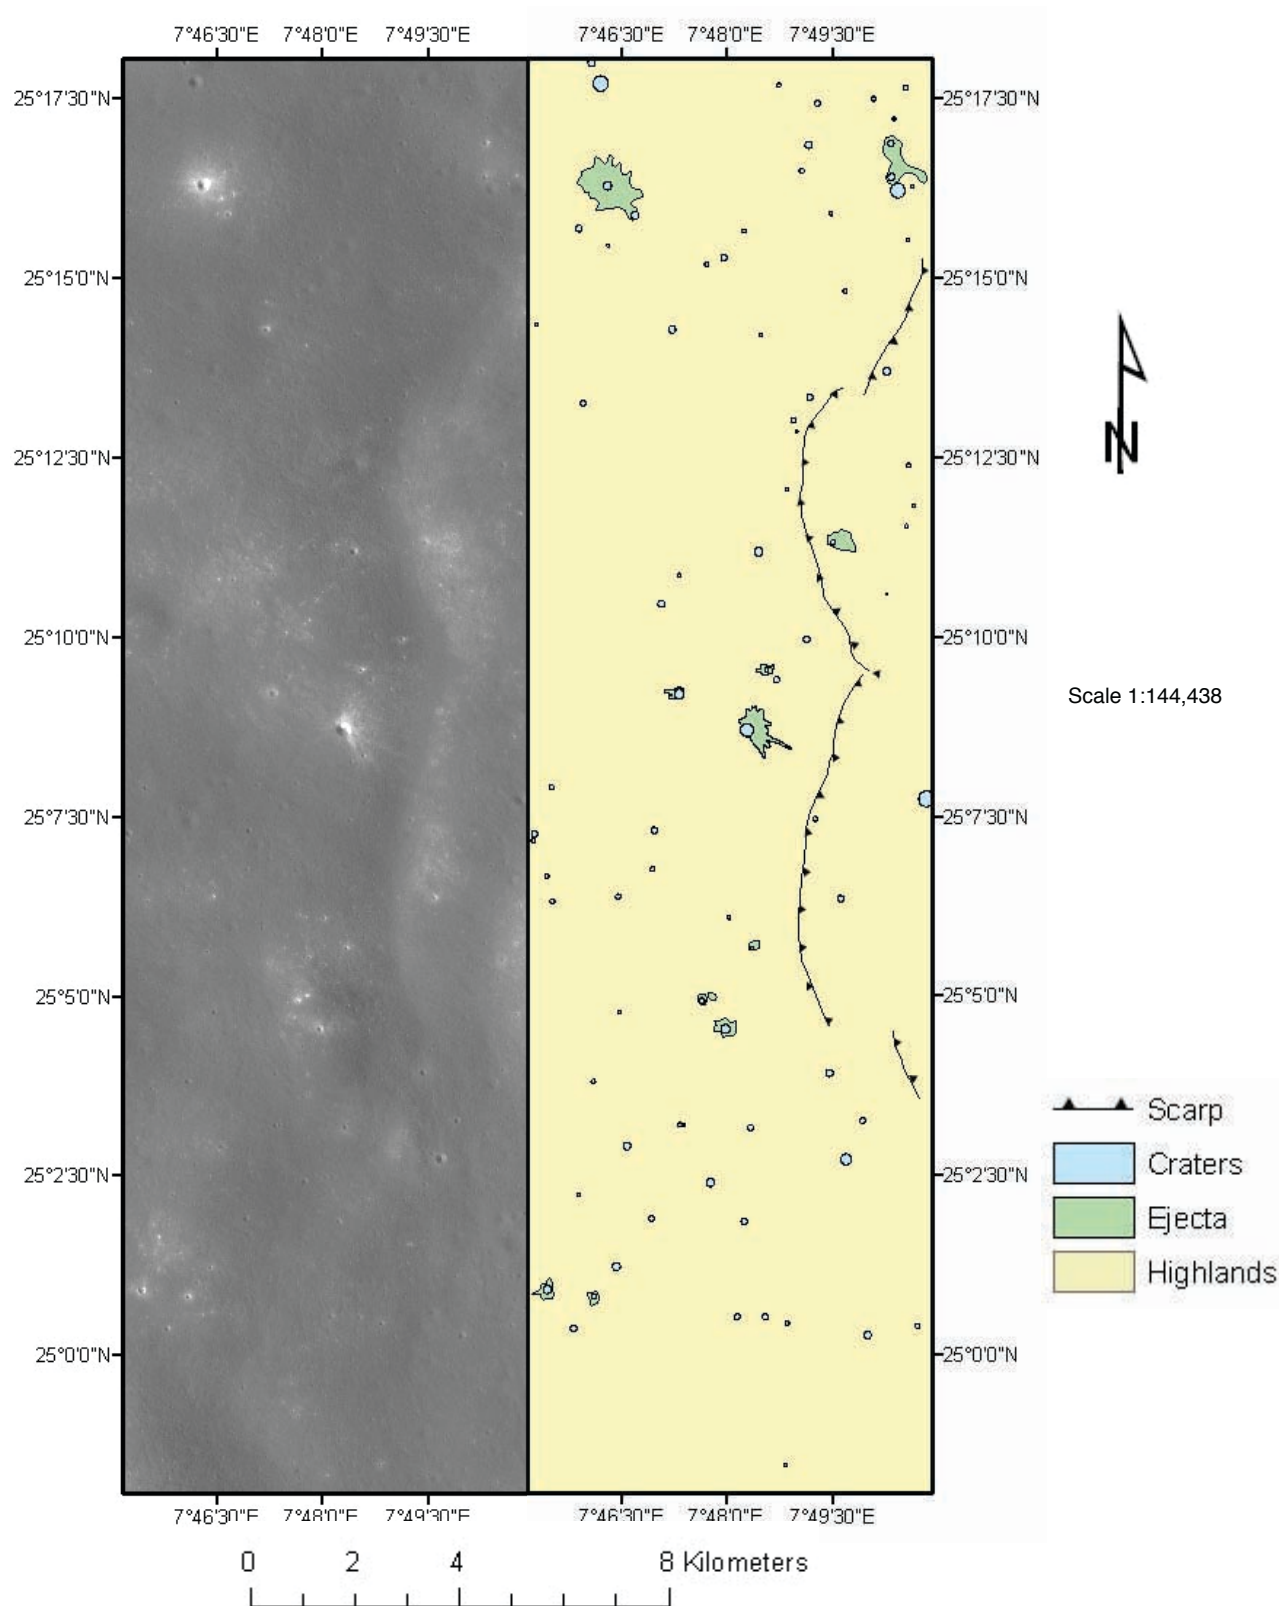 7°46'30"E 7°48'0"E 7°49'30"E 7°46'30"E 7°48'0"E 7°49'30"E
25°17'30"N 25°17'30"N
25°15'0"N 25°15'0"N
25°12'30"N 25°12'30"N
N
25°10'0"N 25°10'0"N
Scale 1:144,438
25°7'30"N 25°7'30"N
25°5'0"N 25°5'0"N
Scarp
Craters
25°2'30"N 25°2'30"N
Ejecta
Highlands
25°0'0"N 25°0'0"N
7°46'30"E 7°48'0"E 7°49'30"E 7°46'30"E 7°48'0"E 7°49'30"E
0 2 4 8 Kilometers